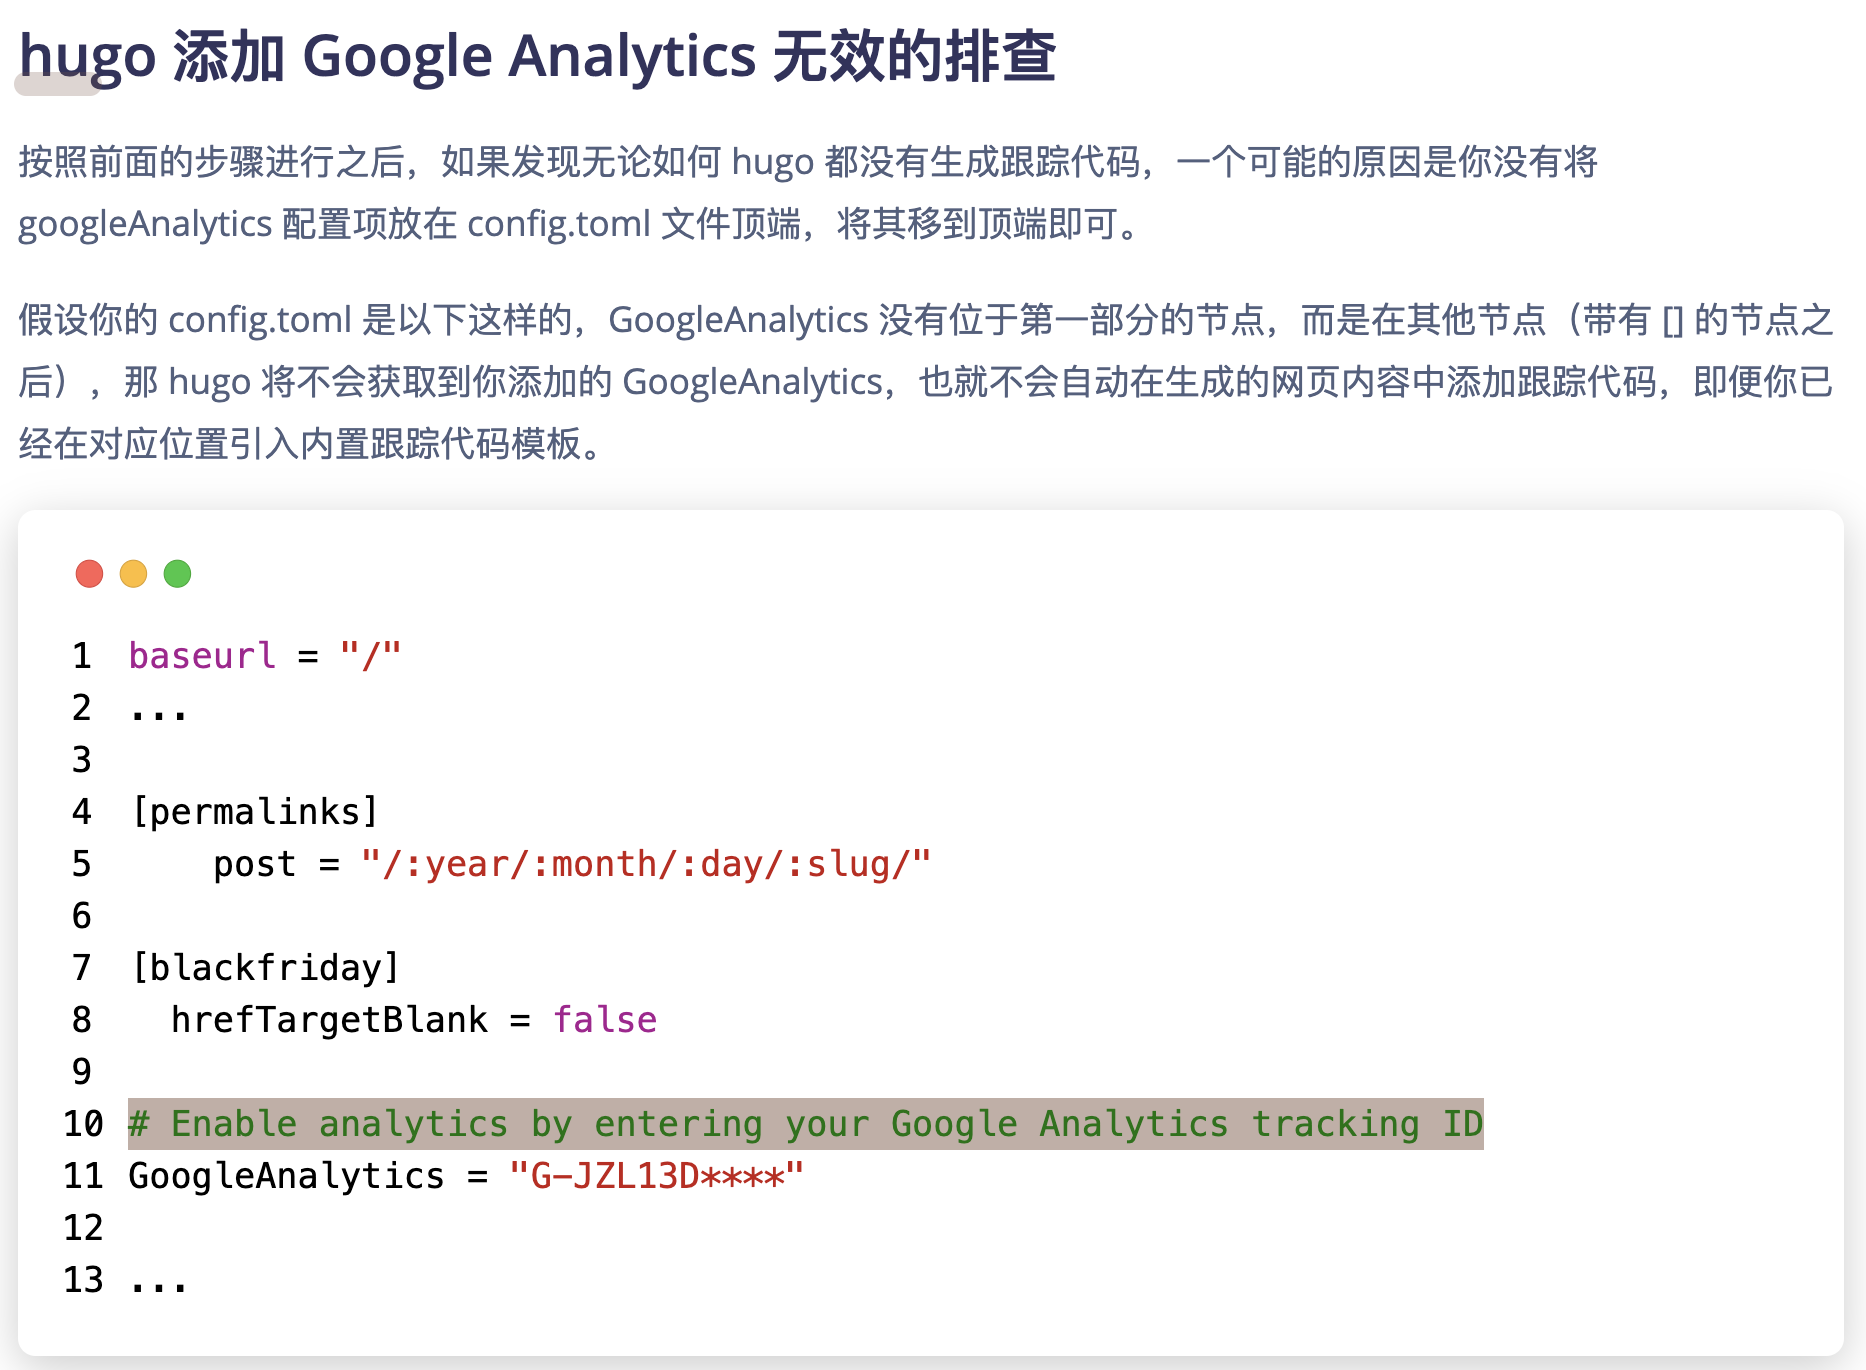 hugo 添加 Google Analytics 无效的排查
按照前面的步骤进行之后，如果发现无论如何 hugo 都没有生成跟踪代码，一个可能的原因是你没有将
googleAnalytics 配置项放在 config.toml 文件顶端，将其移到顶端即可。
假设你的 config.toml 是以下这样的，GoogleAnalytics 没有位于第一部分的节点，而是在其他节点（带有 [] 的节点之
后），那 hugo 将不会获取到你添加的 GoogleAnalytics，也就不会自动在生成的网页内容中添加跟踪代码，即便你已
经在对应位置引入内置跟踪代码模板。
1 baseurl = "/"
2 ...
3
4 [permalinks]
5     post = "/:year/:month/:day/:slug/"
6
7 [blackfriday]
8   hrefTargetBlank = false
9
10 # Enable analytics by entering your Google Analytics tracking ID
11 GoogleAnalytics = "G-JZL13D****"
12
13 ...